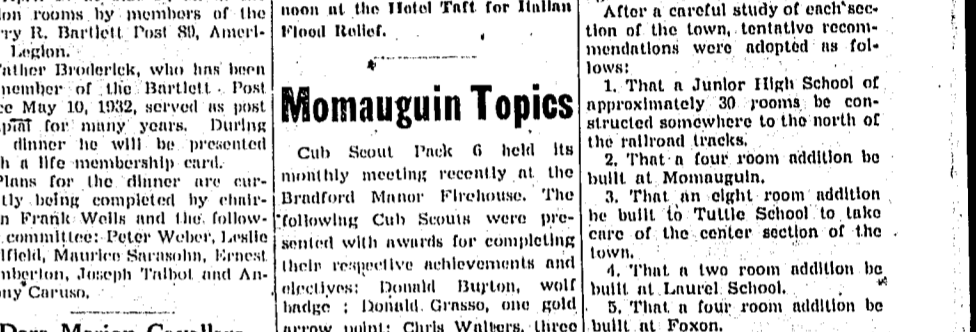 on rooms by members of the
ry R. Bartlett Post 89, Ameri-
Legion.
ather Broderick, who has been
member of the Bartlett Post
ce May 10, 1932, served as post
for many years. During
dinner he will be presented
h a life membership card.
Plans for the dinner are cur-
tly being completed by chair-
n Frank Wells and the follow-
committee: Peter Weber, Leslie
lfield, Maurice Sarasohn, Ernest
mberton, Joseph Talbot and An-
ny Caruso.
noon at the Hotel Taft for Italian
Flood Relief.
Momauguin Topics
Cub Scout Pack 6 held its
monthly meeting recently at the
Bradford Manor Firehouse. The
following Cub Scouts were pre-
sented with awards for completing
their respective achievements and
electives: Donald Burton, wolf
badge ; Donald Grasso, one gold
arrow point; Chris Walters, three
After a careful study of each sec-
tion of the town, tentative recom-
mendations were adopted as fol-
lows:
1. That a Junior High School of
approximately 30 rooms be con-
structed somewhere to the north of
the railroad tracks.
2. That a four room addition be
built at Momauguin.
3. That an eight room addition
be built to Tuttle School to take
care of the center section of the
town.
4. That a two room addition be
built at Laurel School.
5. That a four room addition be
built at Foxon.